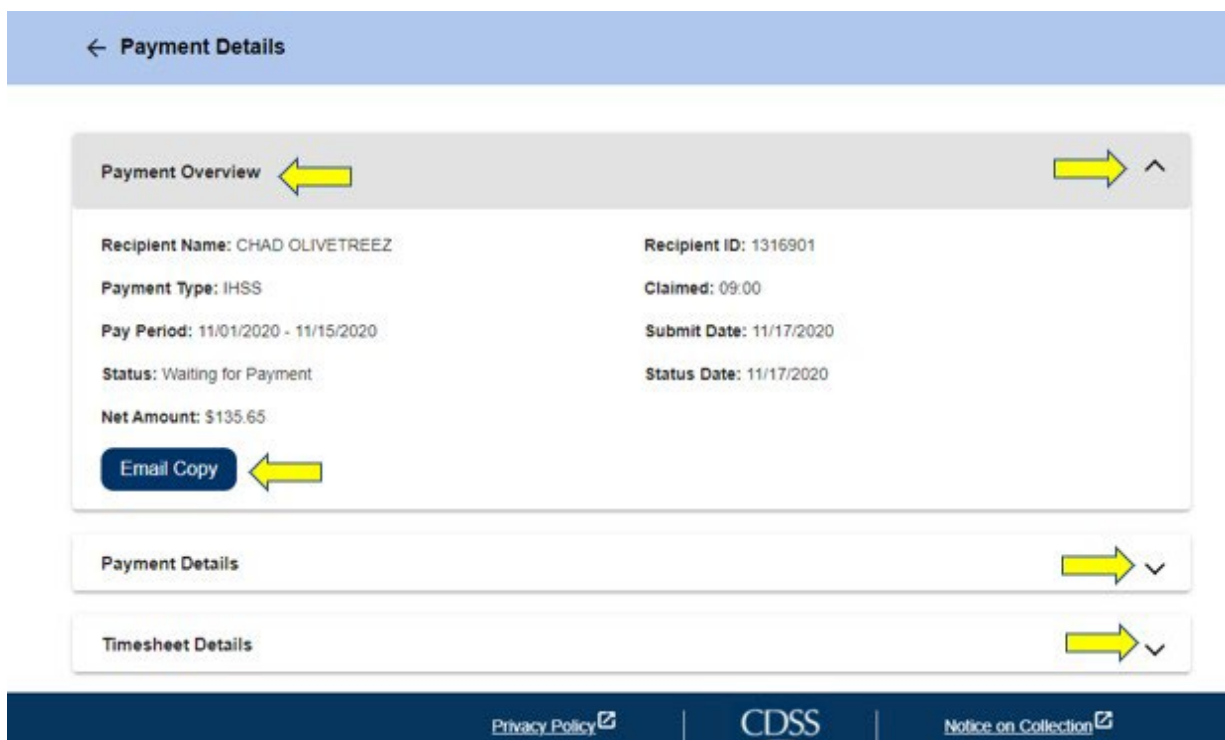 Payment Details
Payment Overview
Recipient Name: CHAD OLIVETREEZ
Recipient ID: 1316901
Payment Type: IHSS
Claimed: 09:00
Pay Period: 11/01/2020 - 11/15/2020
Submit Date: 11/17/2020
Status: Waiting for Payment
Status Date: 11/17/2020
Net Amount: $135.65
Email Copy
Payment Details
Timesheet Details
Privacy Policy | CDSS | Notice on Collection